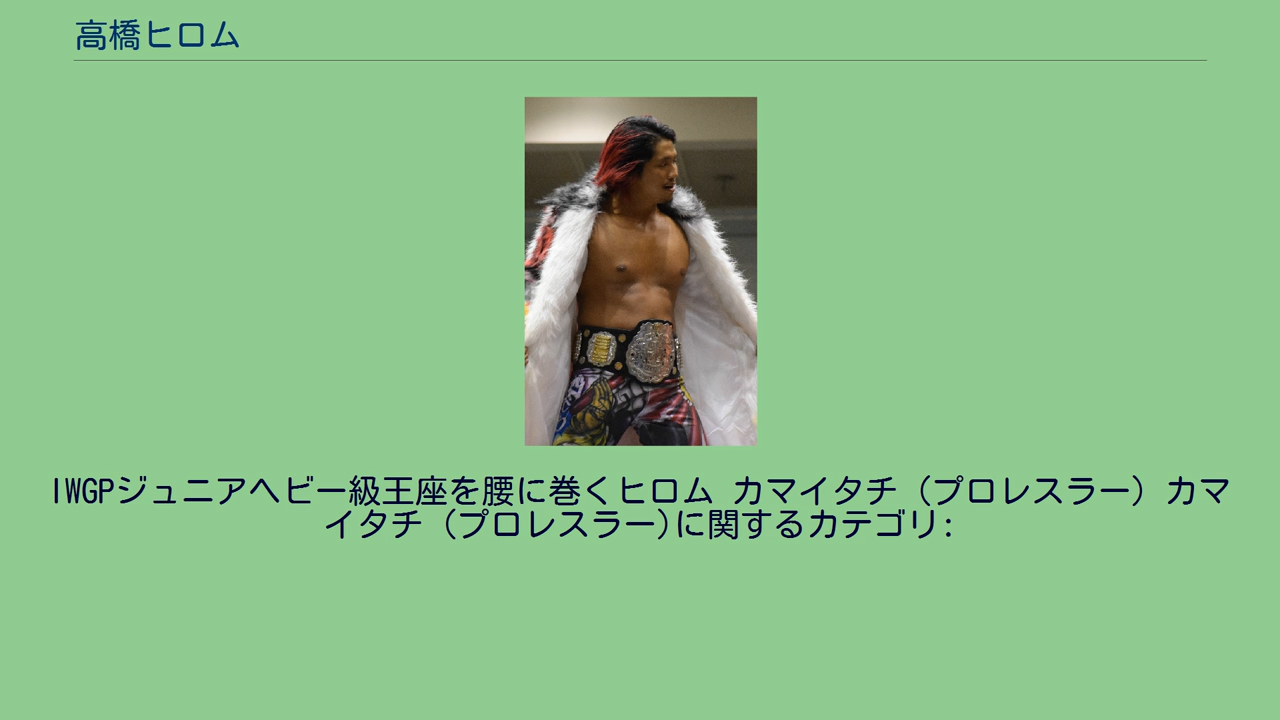 高橋ヒロム
IWGPジュニアヘビー級王座を腰に巻くヒロム カマイタチ (プロレスラー) カマ
イタチ (プロレスラー)に関するカテゴリ: